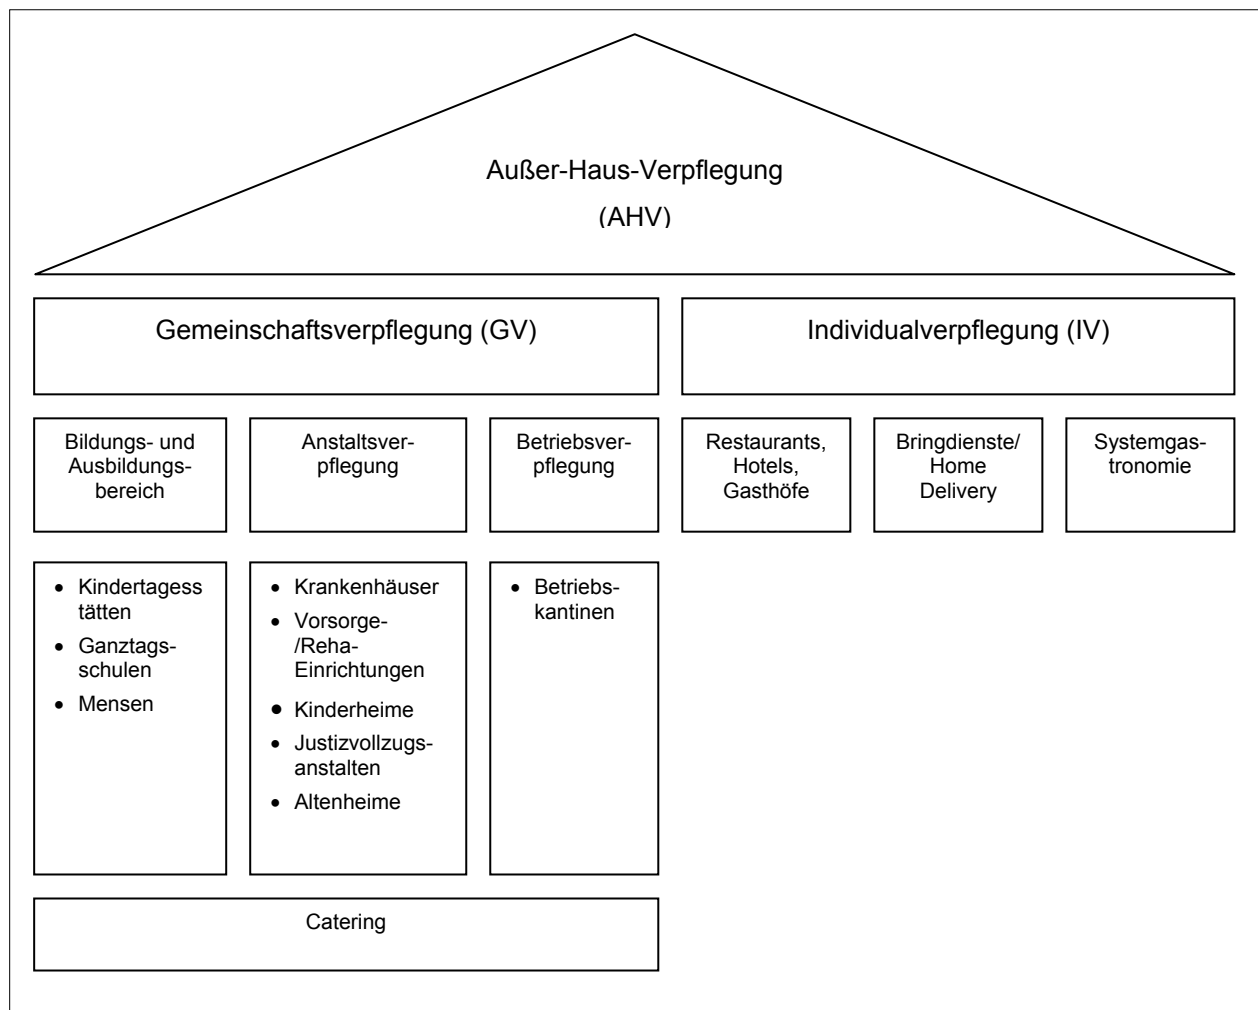 Außer-Haus-Verpflegung
(AHV)
Gemeinschaftsverpflegung (GV)
Individualverpflegung (IV)
Bildungs- und
Ausbildungs-
bereich
Anstaltsver-
pflegung
Betriebsver-
pflegung
Restaurants,
Hotels,
Gasthöfe
Bringdienste/
Home
Delivery
Systemgas-
tronomie
• Kindertagess
tätten
• Ganztags-
schulen
• Mensen
• Krankenhäuser
• Vorsorge-
/Reha-
Einrichtungen
• Kinderheime
• Justizvollzugs-
anstalten
• Altenheime
• Betriebs-
kantinen
Catering